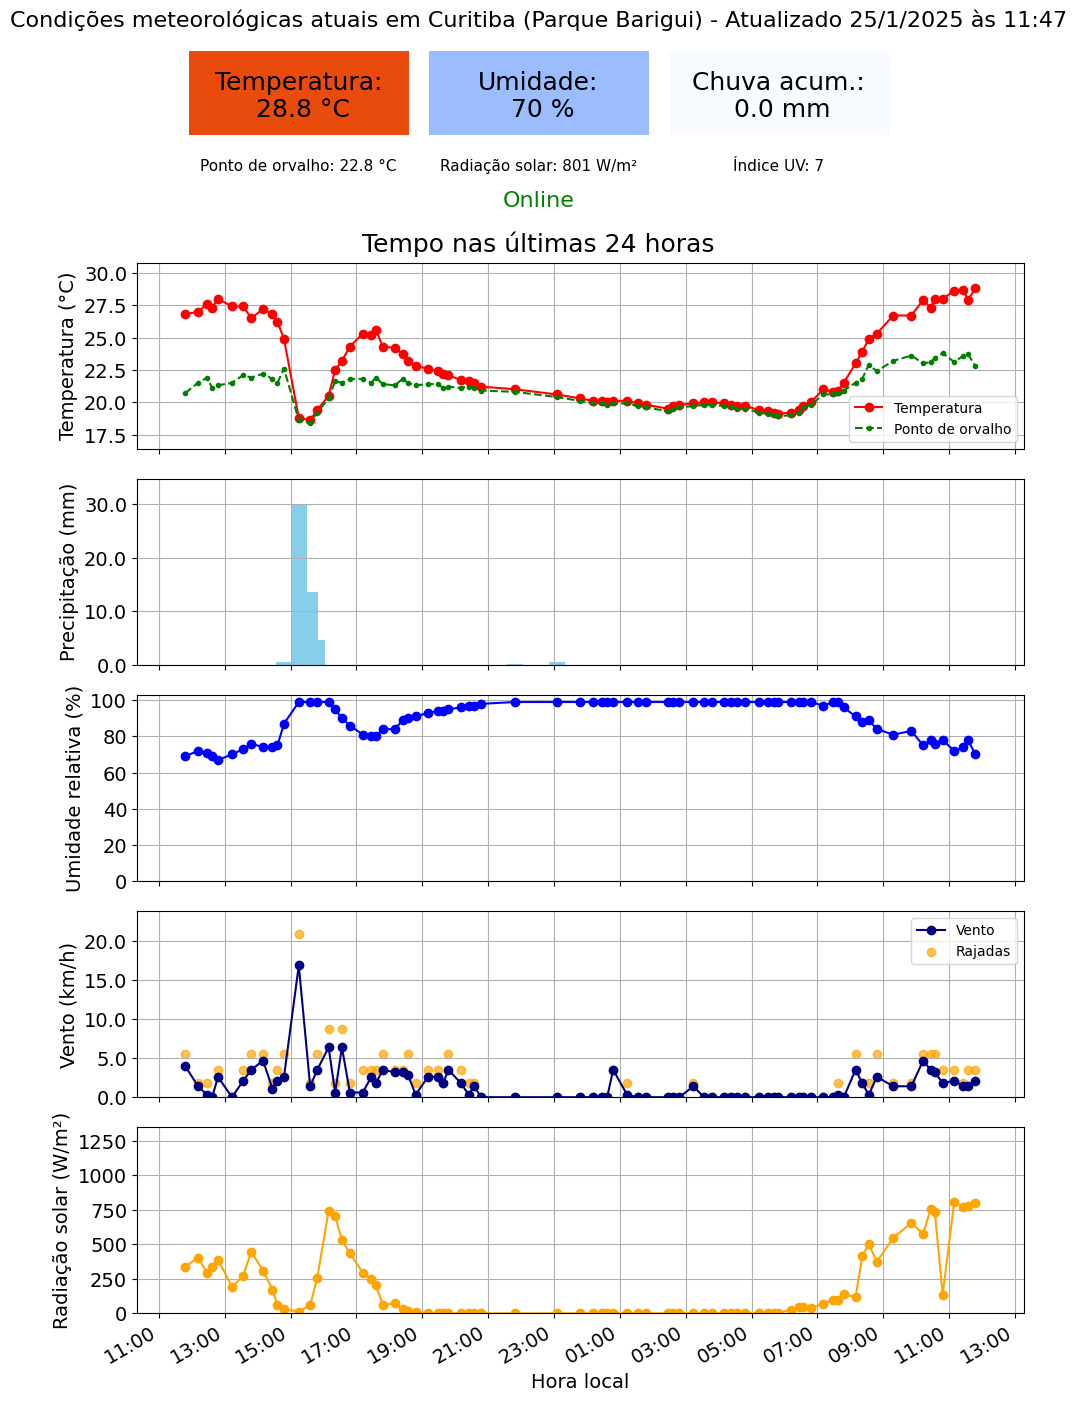 Condições meteorológicas atuais em Curitiba (Parque Barigui) - Atualizado 25/1/2025 às 11:47
Temperatura:
28.8 °C
Umidade:
70 %
Chuva acum.:
0.0 mm
Ponto de orvalho: 22.8 °C
Radiação solar: 801 W/m²
Índice UV: 7
Online
Tempo nas últimas 24 horas
Temperatura (°C)
30.0
27.5
25.0
22.5
20.0
17.5
Temperatura
Ponto de orvalho
Precipitação (mm)
30.0
20.0
10.0
0.0
Umidade relativa (%)
100
80
60
40
20
0
Vento (km/h)
20.0
15.0
10.0
5.0
0.0
Vento
Rajadas
Radiação solar (W/m²)
1250
1000
750
500
250
0
11:00
13:00
15:00
17:00
19:00
21:00
23:00
01:00
03:00
05:00
07:00
09:00
11:00
13:00
Hora local